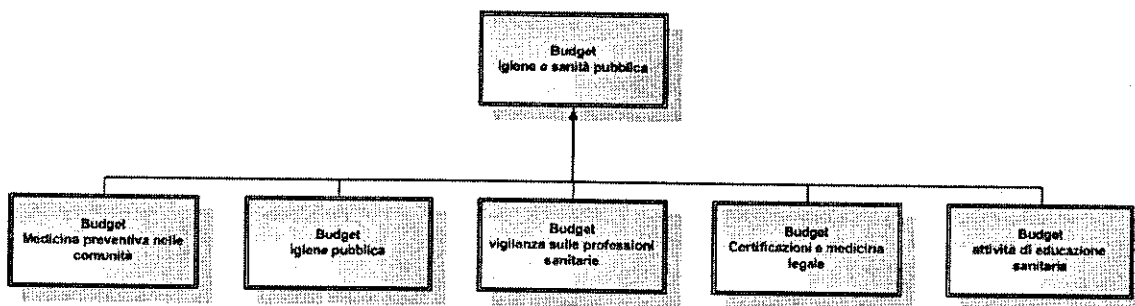 Budget
Igiene e sanità pubblica
Budget
Medicina preventiva nelle
comunità
Budget
igiene pubblica
Budget
vigilanza sulle professioni
sanitarie
Budget
Certificazioni e medicina
legale
Budget
attività di educazione
sanitaria